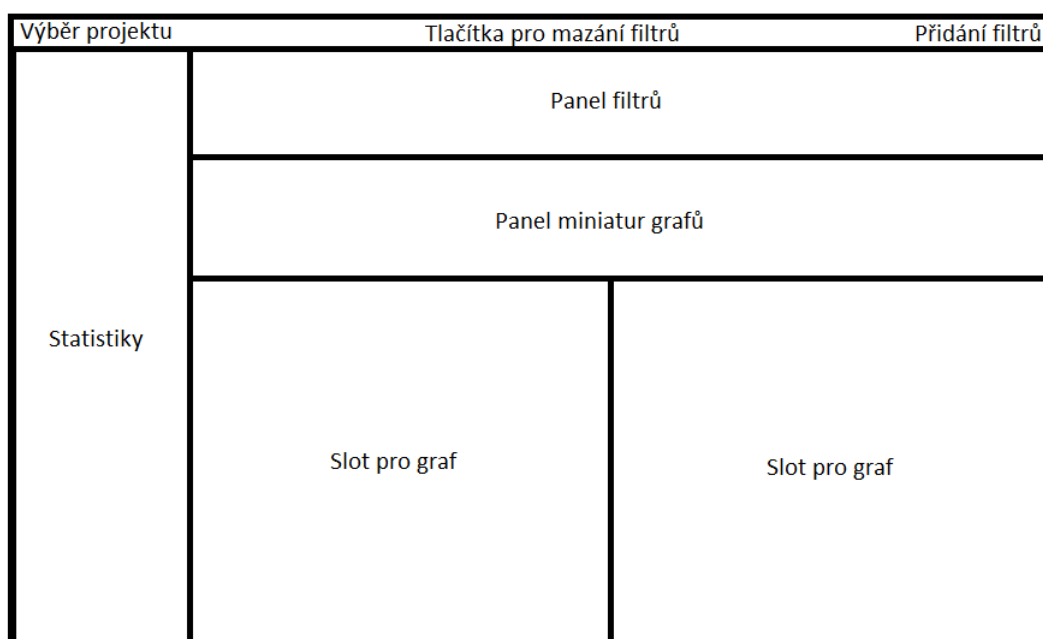 Výběr projektu
Tlačítka pro mazání filtrů
Přidání filtrů
Panel filtrů
Panel miniatur grafů
Statistiky
Slot pro graf
Slot pro graf